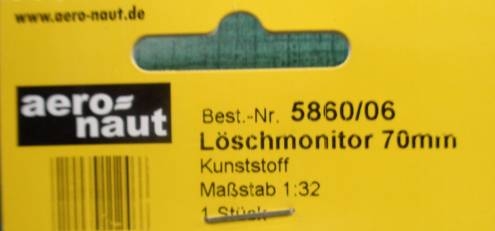 www.aero-naut.de
aero-
naut
Best.-Nr. 5860/06
Löschmonitor 70mm
Kunststoff
Maßstab 1:32
1 Stück